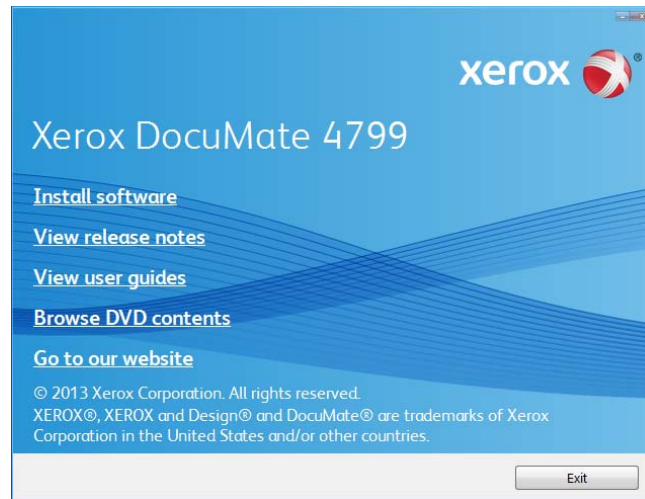 xerox ®
Xerox DocuMate 4799
Install software
View release notes
View user guides
Browse DVD contents
Go to our website
© 2013 Xerox Corporation. All rights reserved.
XEROX®, XEROX and Design® and DocuMate® are trademarks of Xerox
Corporation in the United States and/or other countries.
Exit